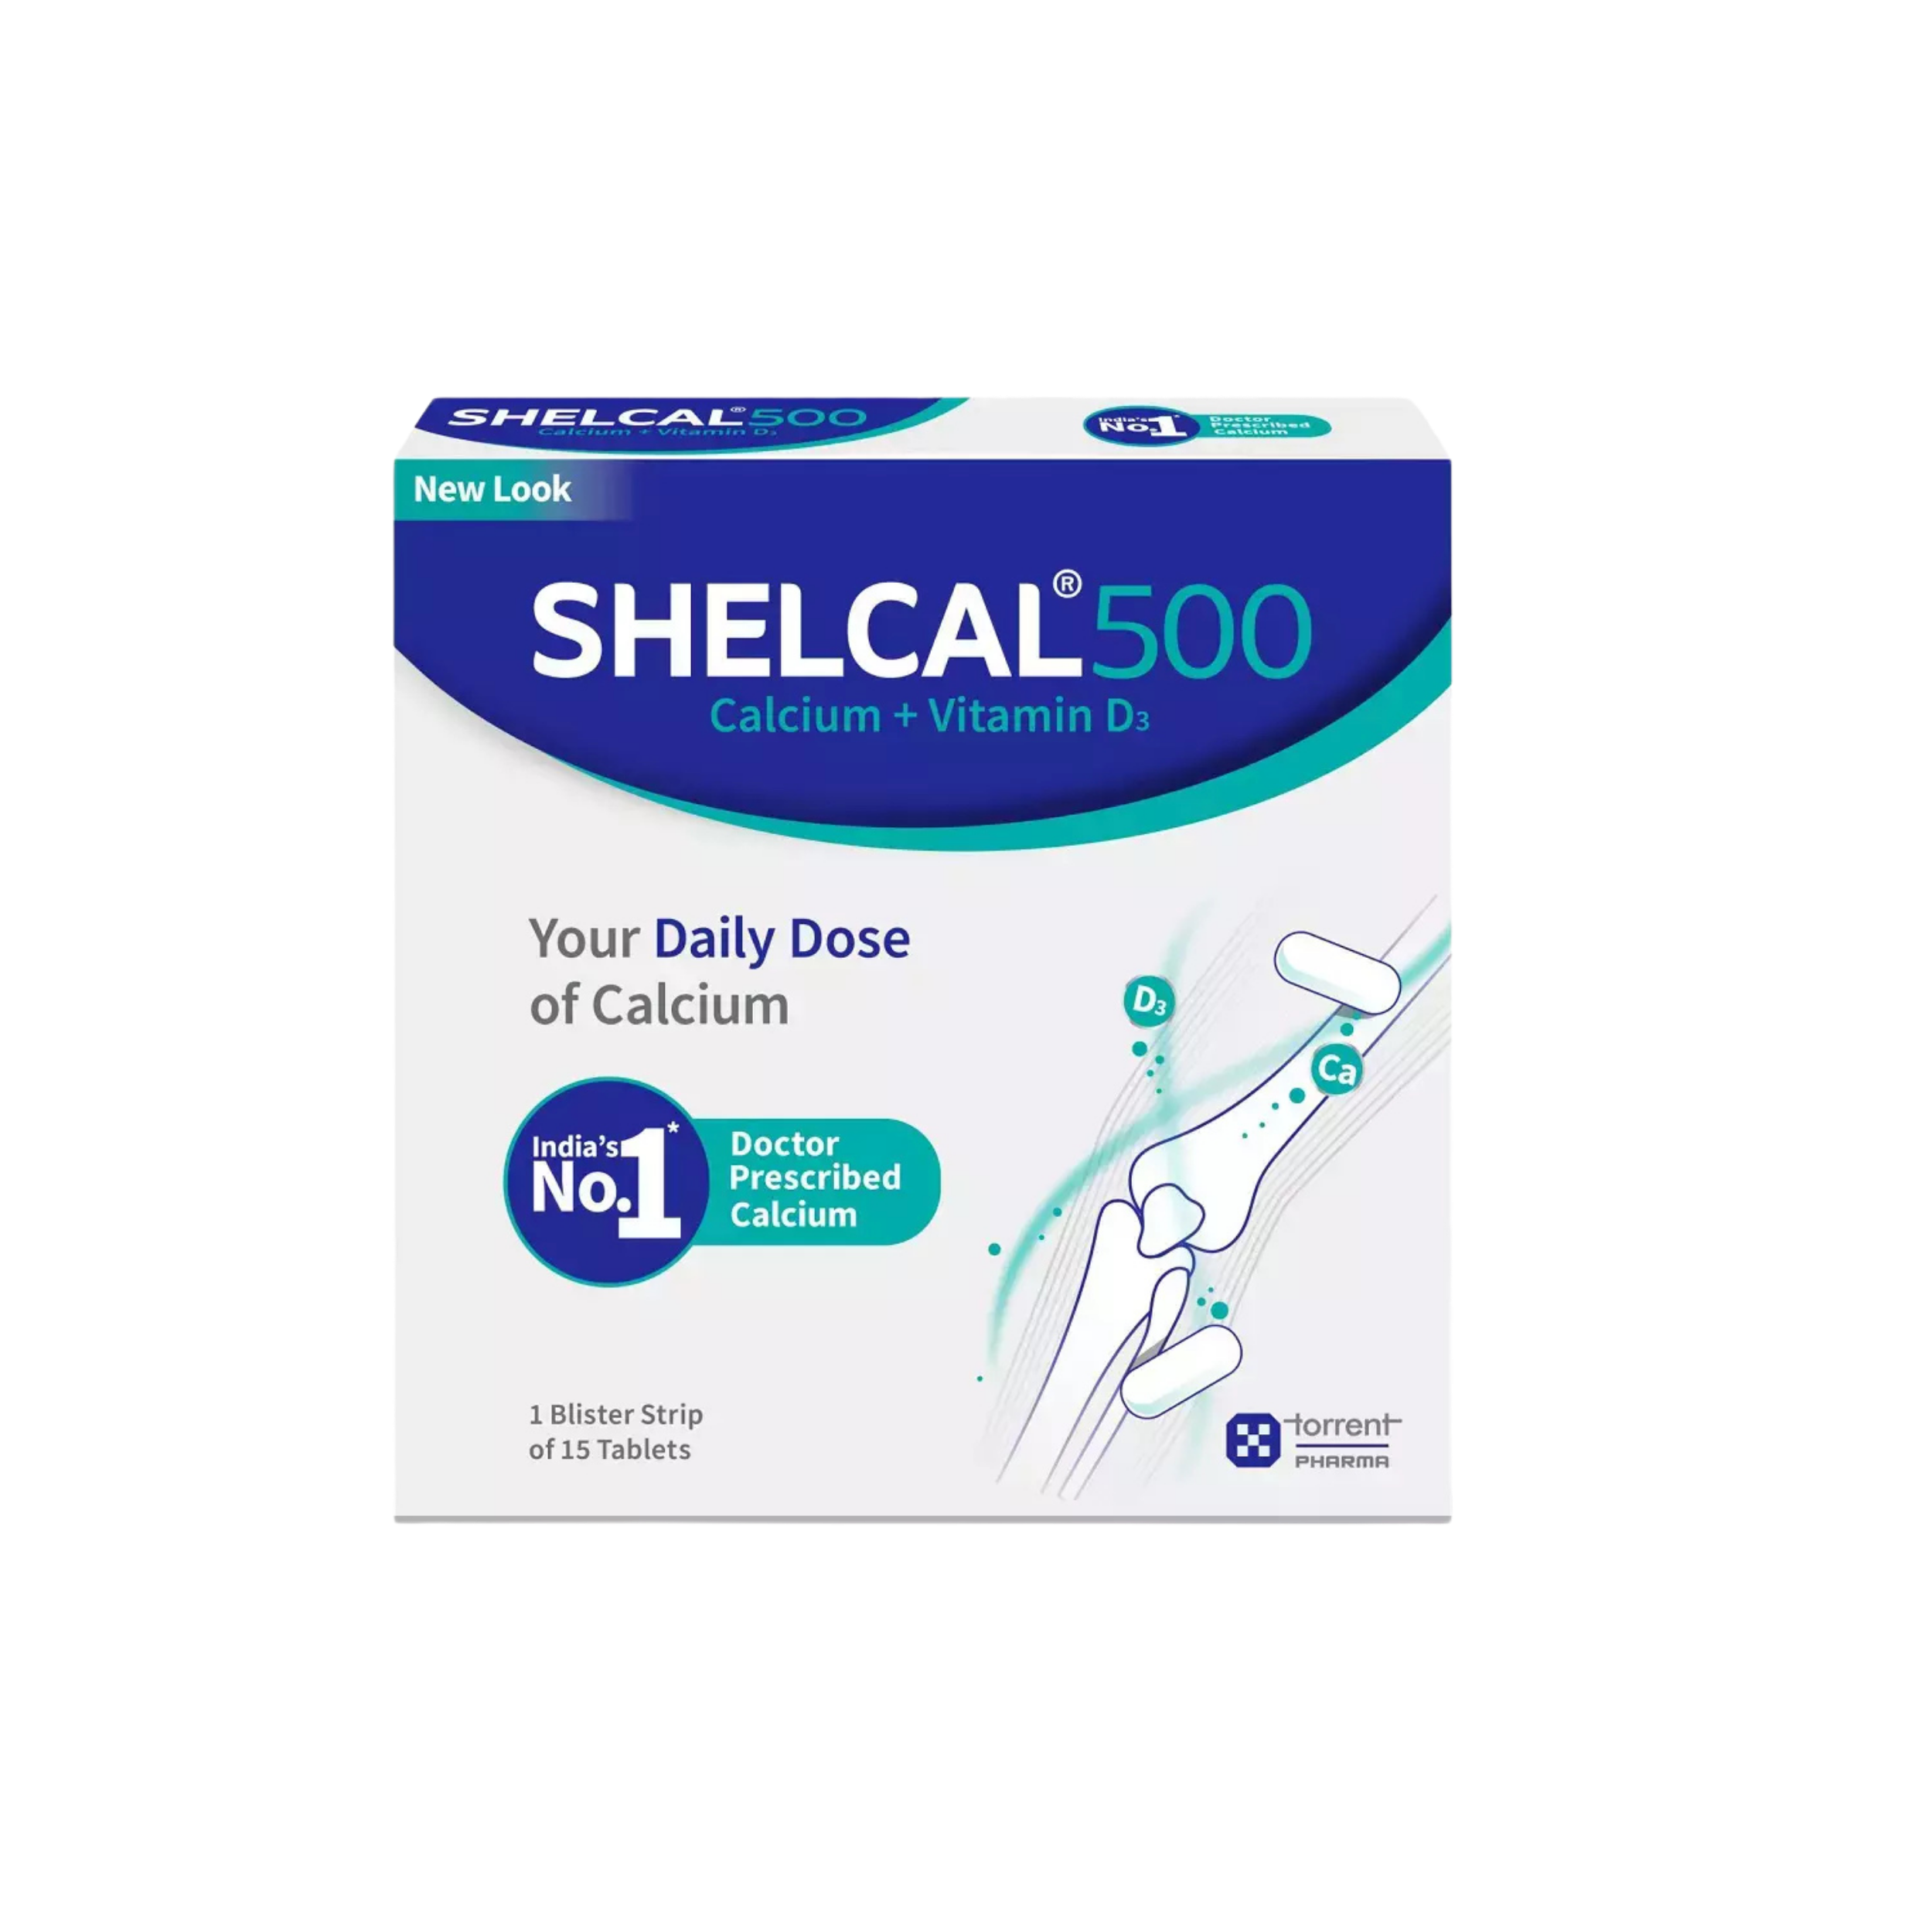 SHELCAL® 500
Calcium + Vitamin D₃
India's
No.1*
Doctor
Prescribed
Calcium
New Look
SHELCAL® 500
Calcium + Vitamin D₃
Your Daily Dose
of Calcium
D₃
Ca
India's
No.1*
Doctor
Prescribed
Calcium
1 Blister Strip
of 15 Tablets
torrent
PHARMA